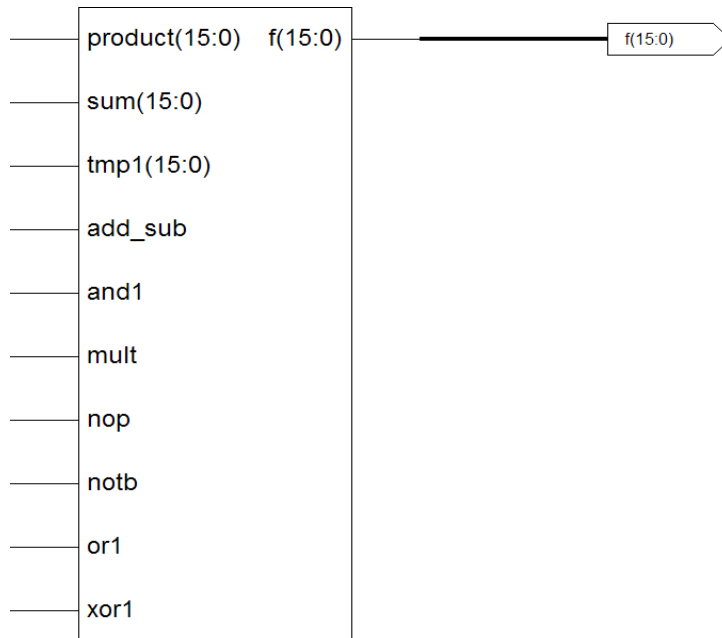 product(15:0) f(15:0) f(15:0)
sum(15:0)
tmp1(15:0)
add_sub
and1
mult
nop
notb
or1
xor1